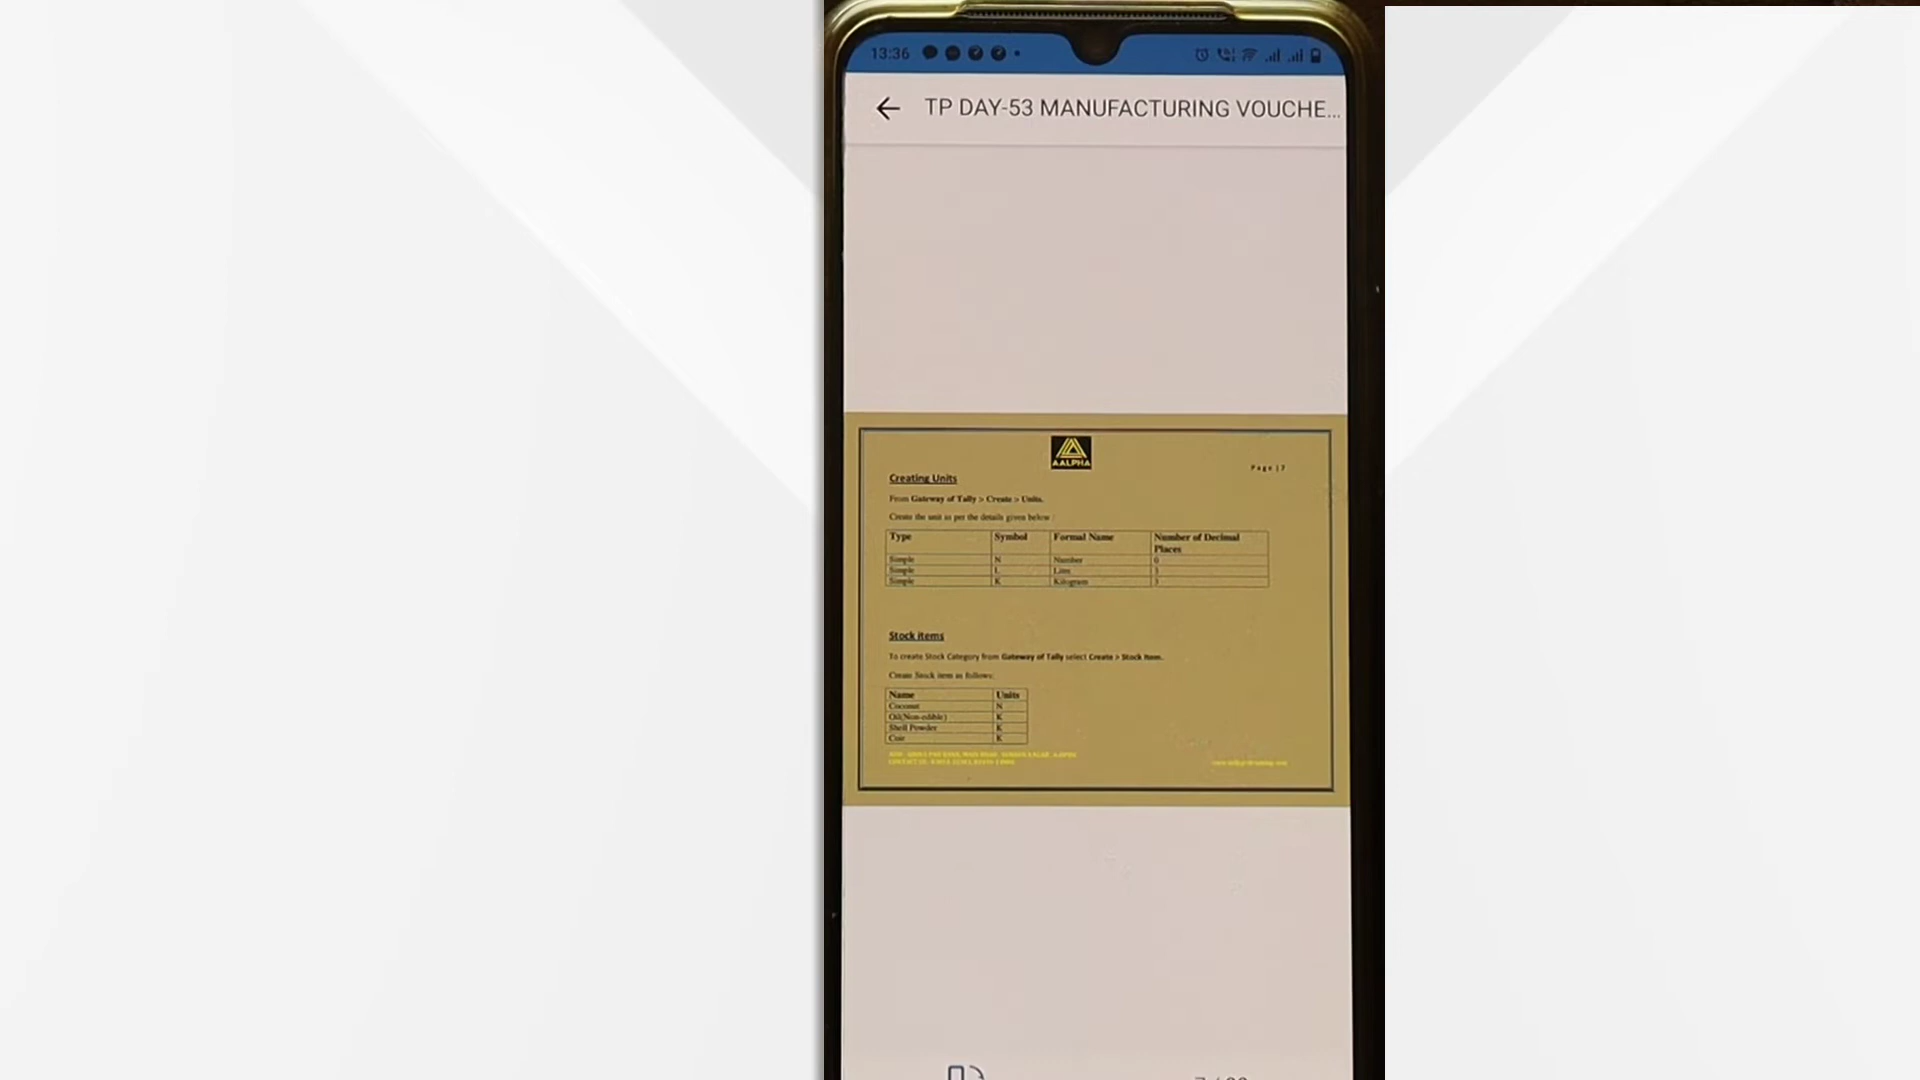 13:36
TP DAY-53 MANUFACTURING VOUCHE...
AALPHA
Page | 7
Creating Units
From Gateway of Tally > Create > Units.
Create the unit as per the details given below :
Type Symbol Formal Name Number of Decimal Places
Simple N Number 0
Simple L Litre 3
Simple K Kilogram 3
Stock items
To create Stock Category from Gateway of Tally select Create > Stock Item.
Create Stock item as follows:
Name Units
Coconut N
Oil(Non-edible) K
Shell Powder K
Coir K